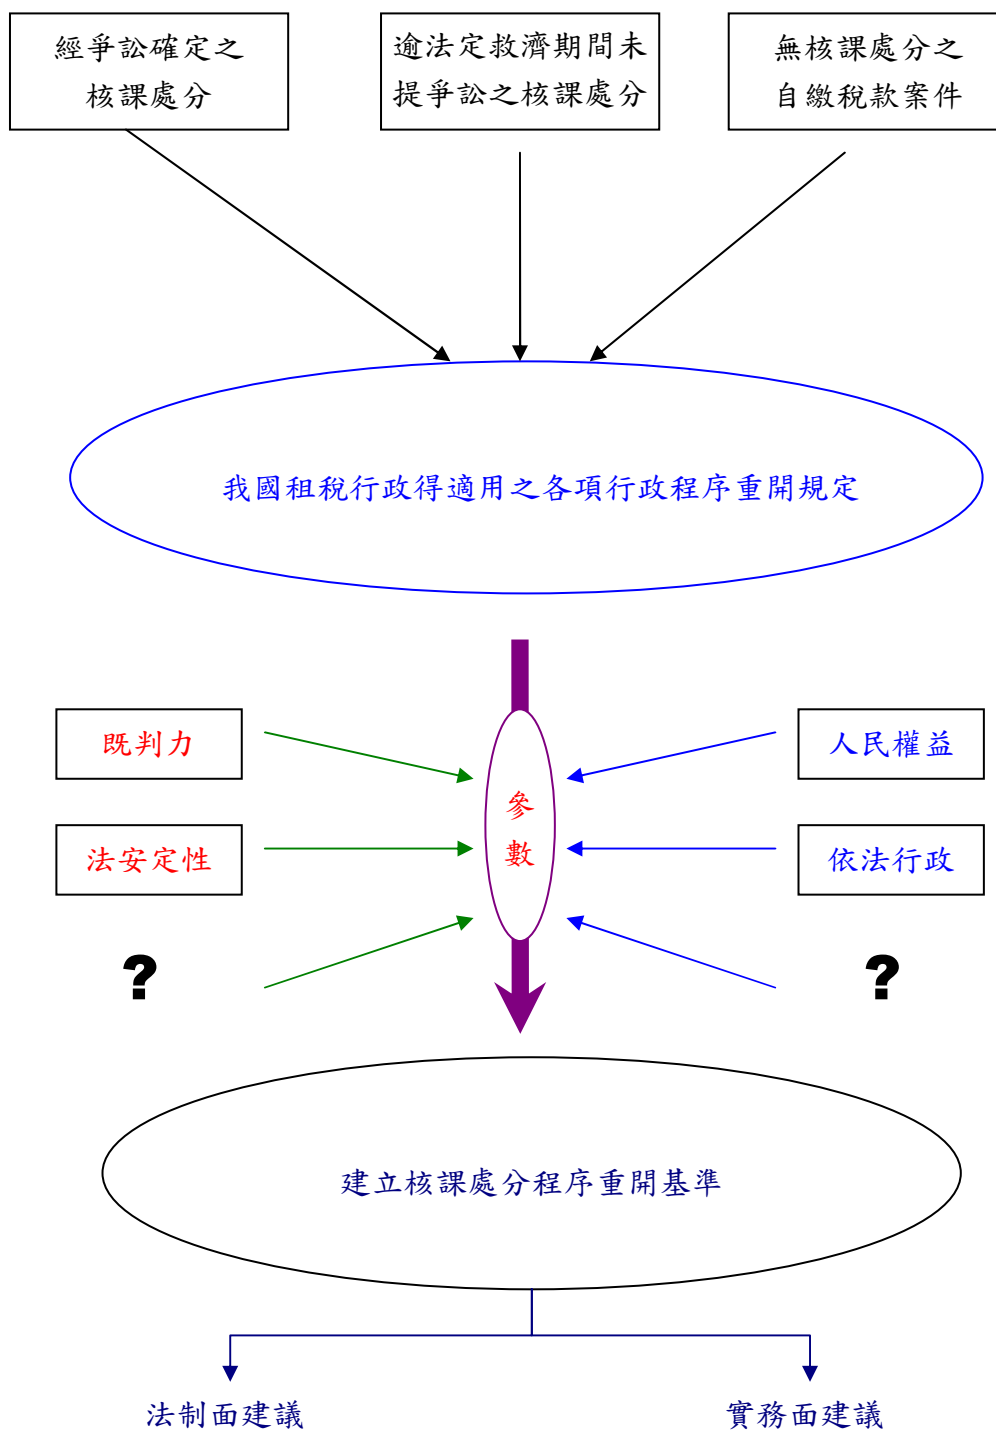 經爭訟確定之
核課處分
逾法定救濟期間未
提爭訟之核課處分
無核課處分之
自繳稅款案件
我國租稅行政得適用之各項行政程序重開規定
既判力
人民權益
參
數
法安定性
依法行政
?
?
建立核課處分程序重開基準
法制面建議
實務面建議